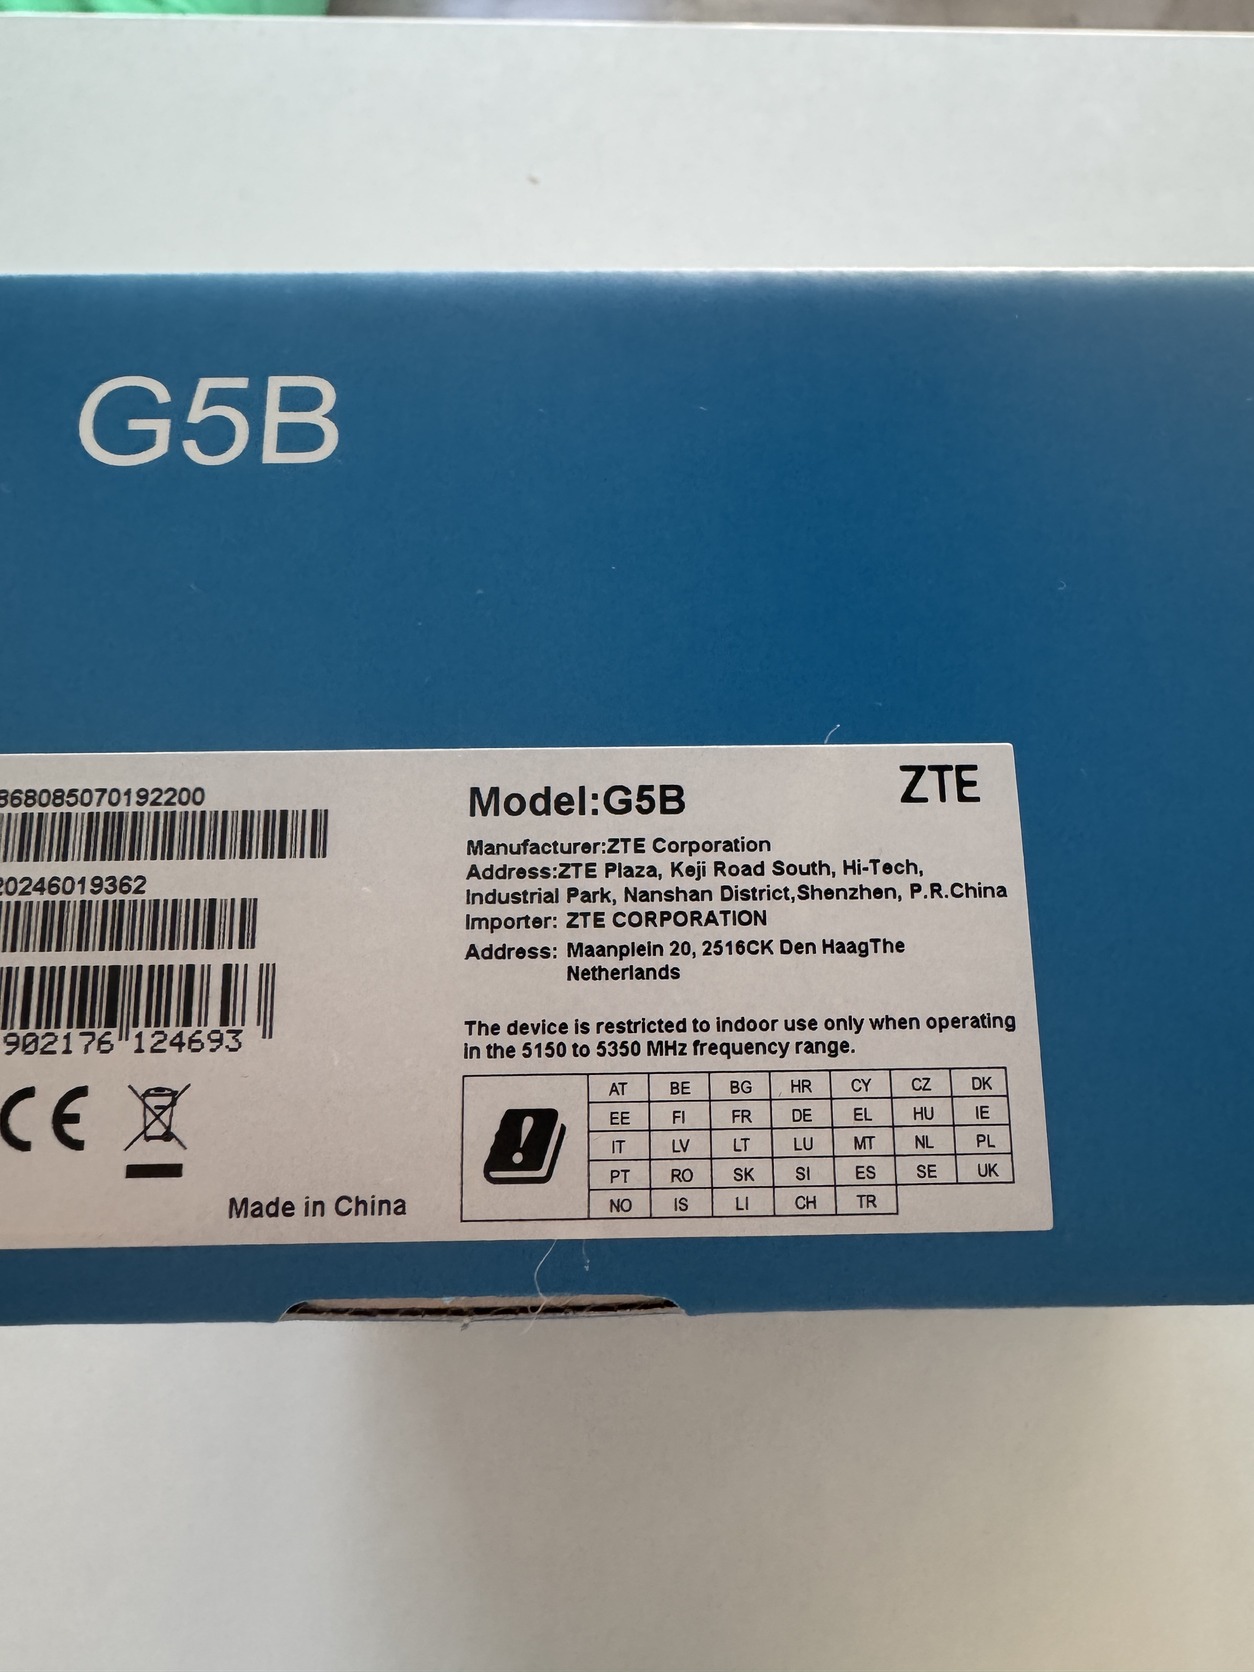 G5B
868085070192200
20246019362
902176 124693
CE
Made in China
ZTE
Model:G5B
Manufacturer:ZTE Corporation
Address:ZTE Plaza, Keji Road South, Hi-Tech,
Industrial Park, Nanshan District,Shenzhen, P.R.China
Importer: ZTE CORPORATION
Address: Maanplein 20, 2516CK Den HaagThe
Netherlands
The device is restricted to indoor use only when operating
in the 5150 to 5350 MHz frequency range.
AT BE BG HR CY CZ DK
EE FI FR DE EL HU IE
IT LV LT LU MT NL PL
PT RO SK SI ES SE UK
NO IS LI CH TR